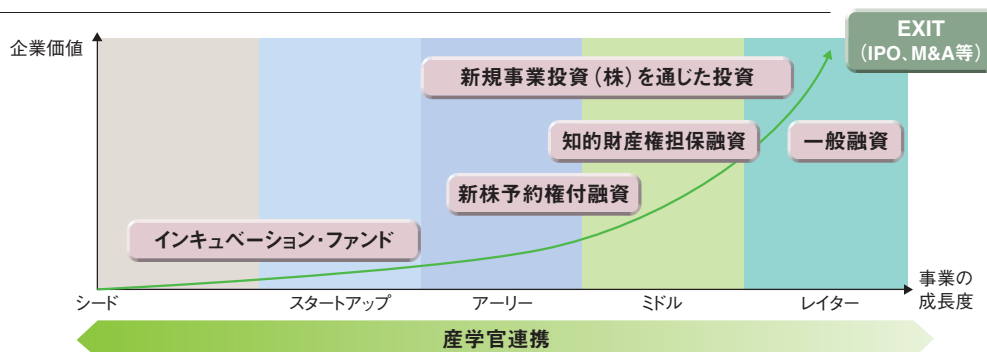 EXIT
(IPO、M&A等)
企業価値
新規事業投資(株)を通じた投資
知的財産権担保融資
一般融資
新株予約権付融資
インキュベーション・ファンド
事業の
成長度
シード
スタートアップ
アーリー
ミドル
レイター
産学官連携